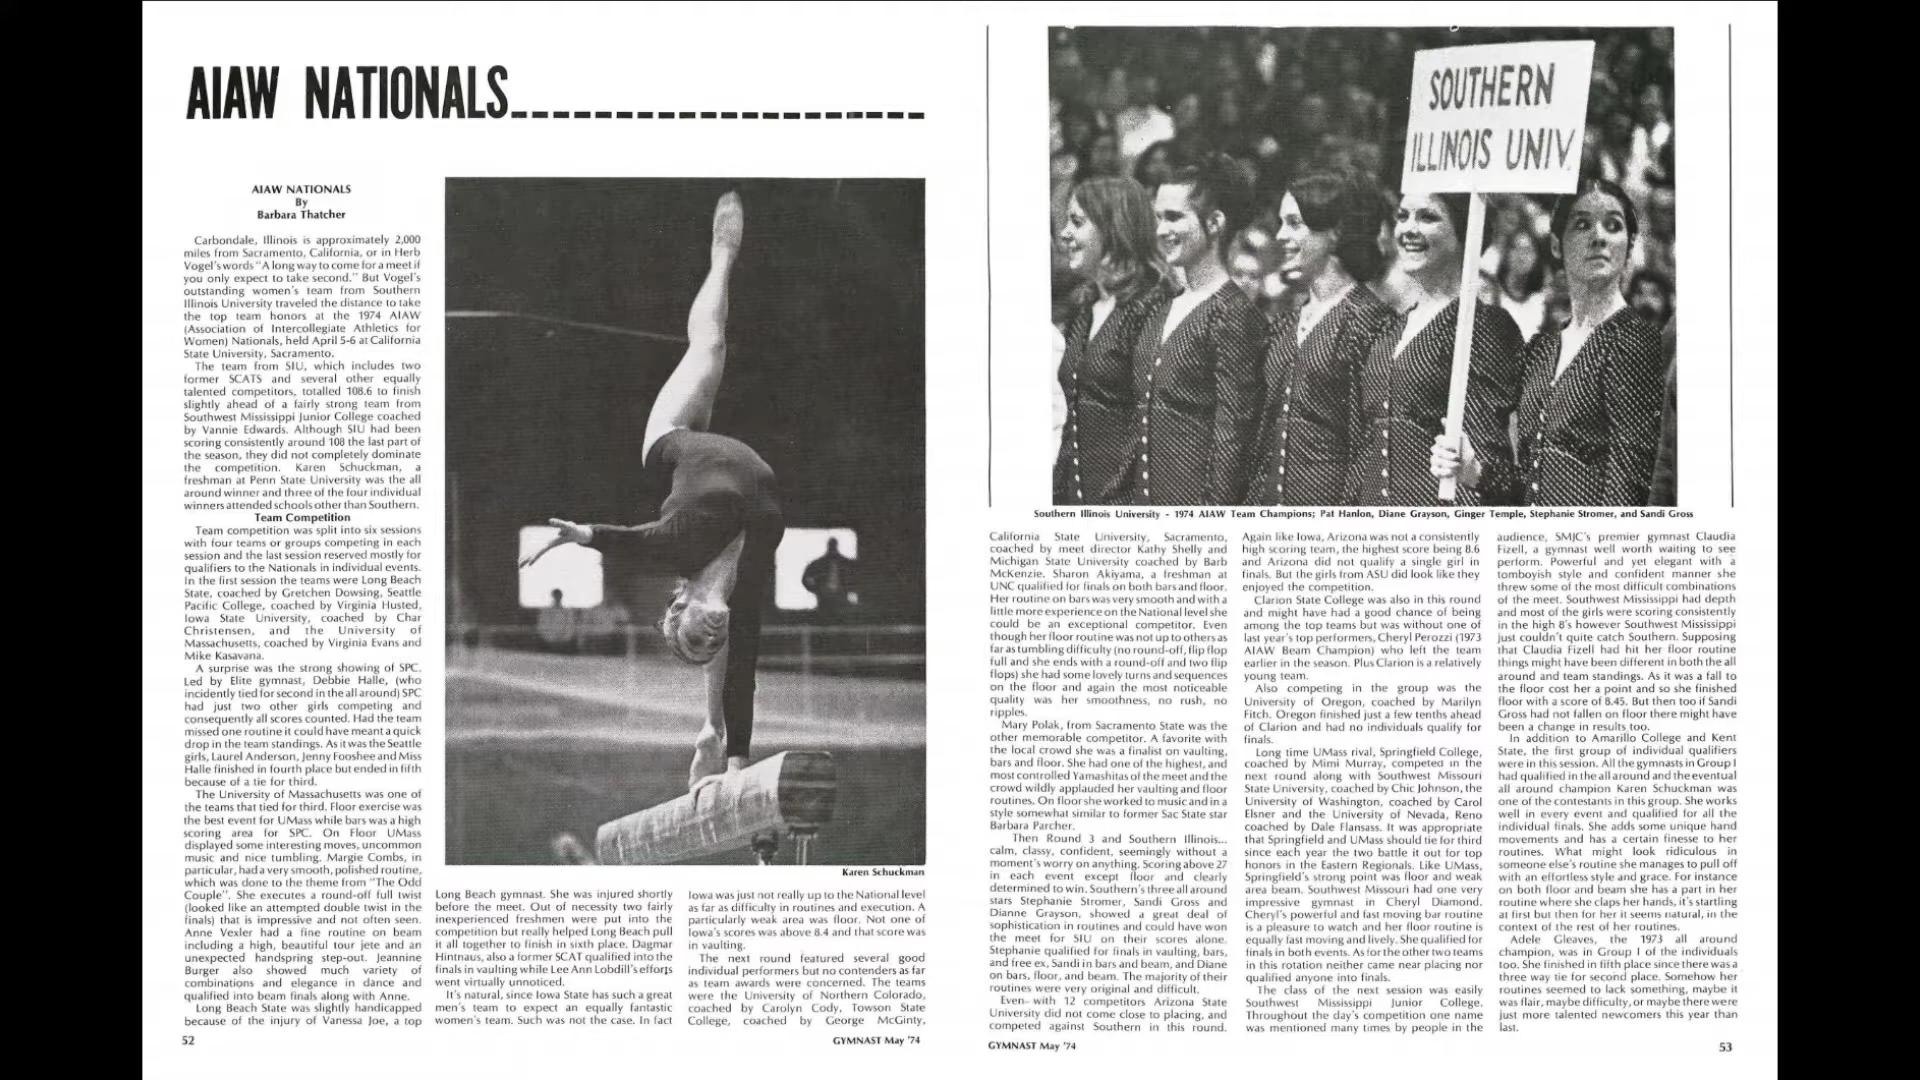 AIAW NATIONALS
AIAW NATIONALS
By
Barbara Thatcher
Carbondale, Illinois is approximately 2,000
miles from Sacramento, California, or in Herb
Vogel's words "A long way to come for a meet if
you only expect to take second." But Vogel's
outstanding women's team from Southern
Illinois University traveled the distance to take
the top team honors at the 1974 AIAW
(Association of Intercollegiate Athletics for
Women) Nationals, held April 5-6 at California
State University, Sacramento.
The team from SIU, which includes two
former SCATS and several other equally
talented competitors, totalled 108.6 to finish
slightly ahead of a fairly strong team from
Southwest Mississippi Junior College coached
by Vannie Edwards. Although SIU had been
scoring consistently around 108 the last part of
the season, they did not completely dominate
the competition. Karen Schuckman, a
freshman at Penn State University was the all
around winner and three of the four individual
winners attended schools other than Southern.
Team Competition
Team competition was split into six sessions
with four teams or groups competing in each
session and the last session reserved mostly for
qualifiers to the Nationals in individual events.
In the first session the teams were Long Beach
State, coached by Gretchen Dowsing, Seattle
Pacific College, coached by Virginia Husted,
Iowa State University, coached by Char
Christensen, and the University of
Massachusetts, coached by Virginia Evans and
Mike Kasavana.
A surprise was the strong showing of SPC.
Led by Elite gymnast, Debbie Halle, (who
incidently tied for second in the all around) SPC
had just two other girls competing and
consequently all scores counted. Had the team
missed one routine it could have meant a quick
drop in the team standings. As it was the Seattle
girls, Laurel Anderson, Jenny Fooshee and Miss
Halle finished in fourth place but ended in fifth
because of a tie for third.
The University of Massachusetts was one of
the teams that tied for third. Floor exercise was
the best event for UMass while bars was a high
scoring area for SPC. On Floor UMass
displayed some interesting moves, uncommon
music and nice tumbling. Margie Combs, in
particular, had a very smooth, polished routine,
which was done to the theme from "The Odd
Couple". She executes a round-off full twist
(looked like an attempted double twist in the
finals) that is impressive and not often seen.
Anne Vexler had a fine routine on beam
including a high, beautiful tour jete and an
unexpected handspring step-out. Jeannine
Burger also showed much variety of
combinations and elegance in dance and
qualified into beam finals along with Anne.
Long Beach State was slightly handicapped
because of the injury of Vanessa Joe, a top
Karen Schuckman
Long Beach gymnast. She was injured shortly
before the meet. Out of necessity two fairly
inexperienced freshmen were put into the
competition but really helped Long Beach pull
it all together to finish in sixth place. Dagmar
Hintnaus, also a former SCAT qualified into the
finals in vaulting while Lee Ann Lobdill's efforts
went virtually unnoticed.
It's natural, since Iowa State has such a great
men's team to expect an equally fantastic
women's team. Such was not the case. In fact
Iowa was just not really up to the National level
as far as difficulty in routines and execution. A
particularly weak area was floor. Not one of
Iowa's scores was above 8.4 and that score was
in vaulting.
The next round featured several good
individual performers but no contenders as far
as team awards were concerned. The teams
were the University of Northern Colorado,
coached by Carolyn Cody, Towson State
College, coached by George McGinty,
52
GYMNAST May '74
SOUTHERN
ILLINOIS UNIV.
Southern Illinois University - 1974 AIAW Team Champions; Pat Hanlon, Diane Grayson, Ginger Temple, Stephanie Stromer, and Sandi Gross
California State University, Sacramento,
coached by meet director Kathy Shelly and
Michigan State University coached by Barb
McKenzie. Sharon Akiyama, a freshman at
UNC qualified for finals on both bars and floor.
Her routine on bars was very smooth and with a
little more experience on the National level she
could be an exceptional competitor. Even
though her floor routine was not up to others as
far as tumbling difficulty (no round-off, flip flop
full and she ends with a round-off and two flip
flops) she had some lovely turns and sequences
on the floor and again the most noticeable
quality was her smoothness, no rush, no
ripples.
Mary Polak, from Sacramento State was the
other memorable competitor. A favorite with
the local crowd she was a finalist on vaulting,
bars and floor. She had one of the highest, and
most controlled Yamashitas of the meet and the
crowd wildly applauded her vaulting and floor
routines. On floor she worked to music and in a
style somewhat similar to former Sac State star
Barbara Parcher.
Then Round 3 and Southern Illinois...
calm, classy, confident, seemingly without a
moment's worry on anything. Scoring above 27
in each event except floor and clearly
determined to win. Southern's three all around
stars Stephanie Stromer, Sandi Gross and
Dianne Grayson, showed a great deal of
sophistication in routines and could have won
the meet for SIU on their scores alone.
Stephanie qualified for finals in vaulting, bars,
and free ex, Sandi in bars and beam, and Diane
on bars, floor, and beam. The majority of their
routines were very original and difficult.
Even with 12 competitors Arizona State
University did not come close to placing, and
competed against Southern in this round.
Again like Iowa, Arizona was not a consistently
high scoring team, the highest score being 8.6
and Arizona did not qualify a single girl in
finals. But the girls from ASU did look like they
enjoyed the competition.
Clarion State College was also in this round
and might have had a good chance of being
among the top teams but was without one of
last year's top performers, Cheryl Perozzi (1973
AIAW Beam Champion) who left the team
earlier in the season. Plus Clarion is a relatively
young team.
Also competing in the group was the
University of Oregon, coached by Marilyn
Fitch. Oregon finished just a few tenths ahead
of Clarion and had no individuals qualify for
finals.
Long time UMass rival, Springfield College,
coached by Mimi Murray, competed in the
next round along with Southwest Missouri
State University, coached by Chic Johnson, the
University of Washington, coached by Carol
Elsner and the University of Nevada, Reno
coached by Dale Flansass. It was appropriate
that Springfield and UMass should tie for third
since each year the two battle it out for top
honors in the Eastern Regionals. Like UMass,
Springfield's strong point was floor and weak
area beam. Southwest Missouri had one very
impressive gymnast in Cheryl Diamond.
Cheryl's powerful and fast moving bar routine
is a pleasure to watch and her floor routine is
equally fast moving and lively. She qualified for
finals in both events. As for the other two teams
in this rotation neither came near placing nor
qualified anyone into finals.
The class of the next session was easily
Southwest Mississippi Junior College.
Throughout the day's competition one name
was mentioned many times by people in the
audience, SMJC's premier gymnast Claudia
Fizell, a gymnast well worth waiting to see
perform. Powerful and yet elegant with a
tomboyish style and confident manner she
threw some of the most difficult combinations
of the meet. Southwest Mississippi had depth
and most of the girls were scoring consistently
in the high 8's however Southwest Mississippi
just couldn't quite catch Southern. Supposing
that Claudia Fizell had hit her floor routine
things might have been different in both the all
around and team standings. As it was a fall to
the floor cost her a point and so she finished
floor with a score of 8.45. But then too if Sandi
Gross had not fallen on floor there might have
been a change in results too.
In addition to Amarillo College and Kent
State, the first group of individual qualifiers
were in this session. All the gymnasts in Group I
had qualified in the all around and the eventual
all around champion Karen Schuckman was
one of the contestants in this group. She works
well in every event and qualified for all the
individual finals. She adds some unique hand
movements and has a certain finesse to her
routines. What might look ridiculous in
someone else's routine she manages to pull off
with an effortless style and grace. For instance
on both floor and beam she has a part in her
routine where she claps her hands, it's startling
at first but then for her it seems natural, in the
context of the rest of her routines.
Adele Gleaves, the 1973 all around
champion, was in Group I of the individuals
too. She finished in fifth place since there was a
three way tie for second place. Somehow her
routines seemed to lack something, maybe it
was flair, maybe difficulty, or maybe there were
just more talented newcomers this year than
last.
GYMNAST May '74
53